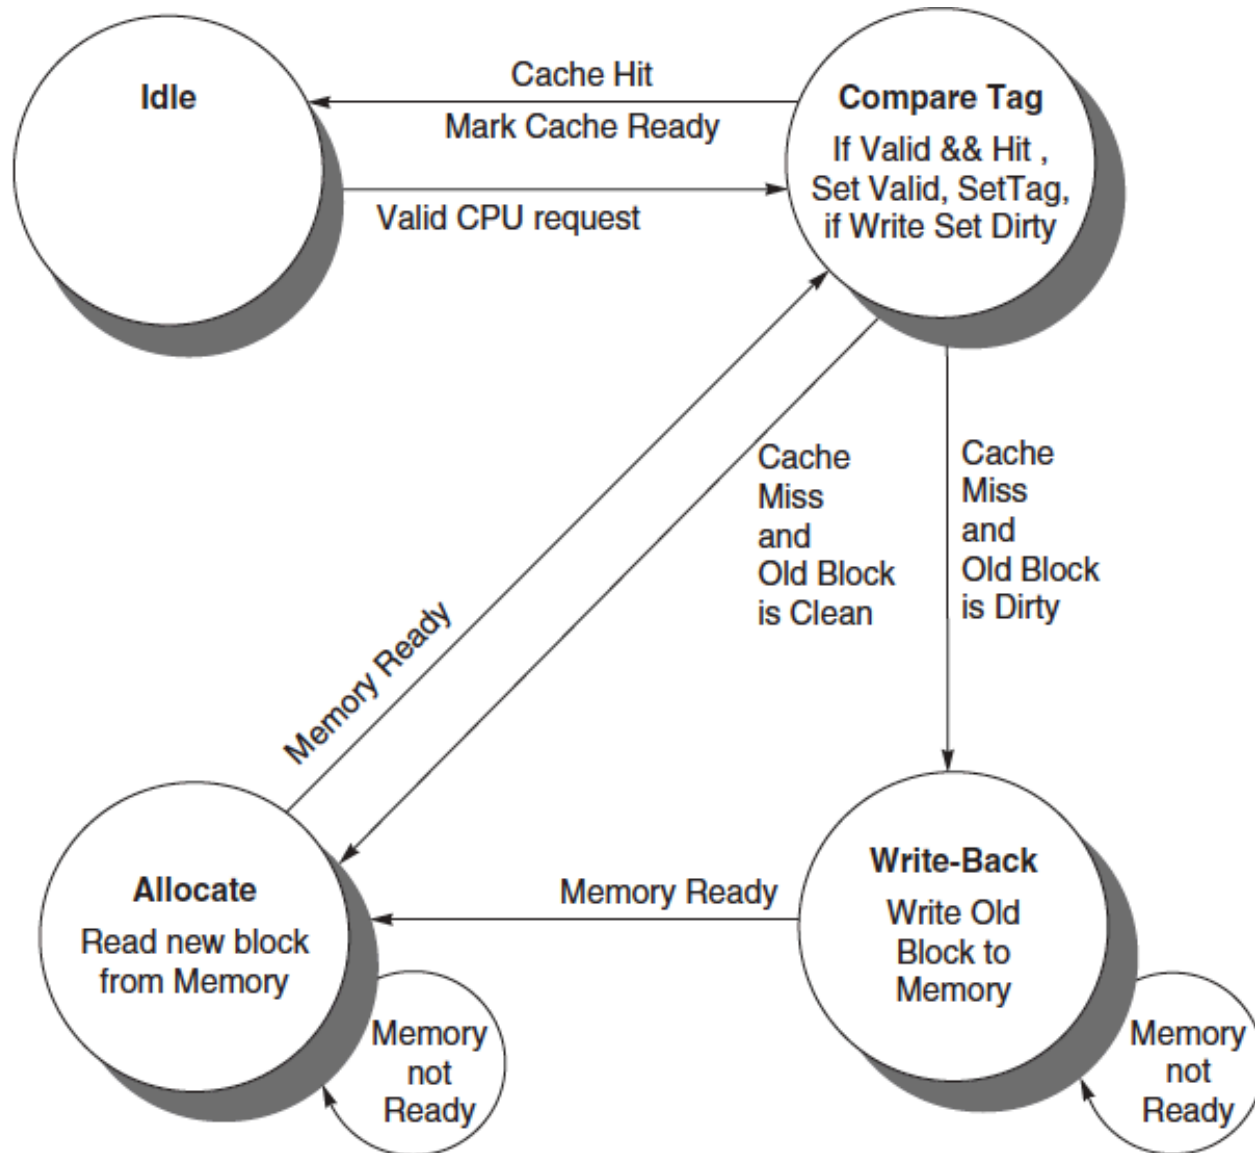 Idle
Cache Hit
Mark Cache Ready
Valid CPU request
Compare Tag
If Valid && Hit ,
Set Valid, SetTag,
if Write Set Dirty
Cache
Miss
and
Old Block
is Clean
Cache
Miss
and
Old Block
is Dirty
Memory Ready
Allocate
Read new block
from Memory
Memory
not
Ready
Memory Ready
Write-Back
Write Old
Block to
Memory
Memory
not
Ready